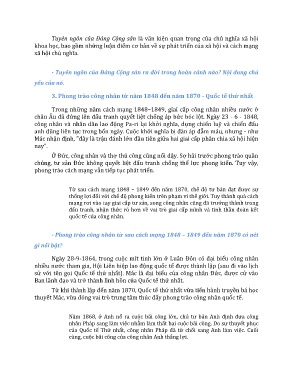 Tuyên ngôn của Đảng Cộng sản là văn kiện quan trọng của chủ nghĩa xã hội
khoa học, bao gồm những luận điểm cơ bản về sự phát triển của xã hội và cách mạng
xã hội chủ nghĩa.
- Tuyên ngôn của Đảng Cộng sản ra đời trong hoàn cảnh nào? Nội dung chủ
yếu của nó.
3. Phong trào công nhân từ năm 1848 đến năm 1870 - Quốc tế thứ nhất
Trong những năm cách mạng 1848–1849, giai cấp công nhân nhiều nước ở
châu Âu đã đứng lên đấu tranh quyết liệt chống áp bức bóc lột. Ngày 23 - 6 - 1848,
công nhân và nhân dân lao động Pa-ri lại khởi nghĩa, dựng chiến luỹ và chiến đấu
anh dũng liên tục trong bốn ngày. Cuộc khởi nghĩa bị đàn áp đẫm máu, nhưng - như
Mác nhận định, "đây là trận đánh lớn đầu tiên giữa hai giai cấp phân chia xã hội hiện
nay".
Ở Đức, công nhân và thợ thủ công cũng nổi dậy. Sợ hãi trước phong trào quần
chúng, tư sản Đức không quyết liệt đấu tranh chống thế lực phong kiến. Tuy vậy,
phong trào cách mạng vẫn tiếp tục phát triển.
Từ sau cách mạng 1848 – 1849 đến năm 1870, chế độ tư bản đạt được sự
thắng lợi đối với chế độ phong kiến trên phạm vi thế giới. Tuy thành quả cách
mạng rơi vào tay giai cấp tư sản, song công nhân cũng đã trưởng thành trong
đấu tranh, nhận thức rõ hơn về vai trò giai cấp mình và tinh thần đoàn kết
quốc tế của công nhân.
- Phong trào công nhân từ sau cách mạng 1848 – 1849 đến năm 1870 có nét
gì nổi bật?
Ngày 28-9-1864, trong cuộc mít tinh lớn ở Luân Đôn có đại biểu công nhân
nhiều nước tham gia, Hội Liên hiệp lao động quốc tế được thành lập (sau đi vào lịch
sử với tên gọi Quốc tế thứ nhất). Mác là đại biểu của công nhân Đức, được cử vào
Ban lãnh đạo và trở thành linh hồn của Quốc tế thứ nhất.
Từ khi thành lập đến năm 1870, Quốc tế thứ nhất vừa tiến hành truyền bá học
thuyết Mác, vừa đóng vai trò trung tâm thúc đẩy phong trào công nhân quốc tế.
Năm 1868, ở Anh nổ ra cuộc bãi công lớn, chủ tư bản Anh định đưa công
nhân Pháp sang làm việc nhằm làm thất bại cuộc bãi công. Do sự thuyết phục
của Quốc tế Thứ nhất, công nhân Pháp đã từ chối sang Anh làm việc. Cuối
cùng, cuộc bãi công của công nhân Anh thắng lợi.